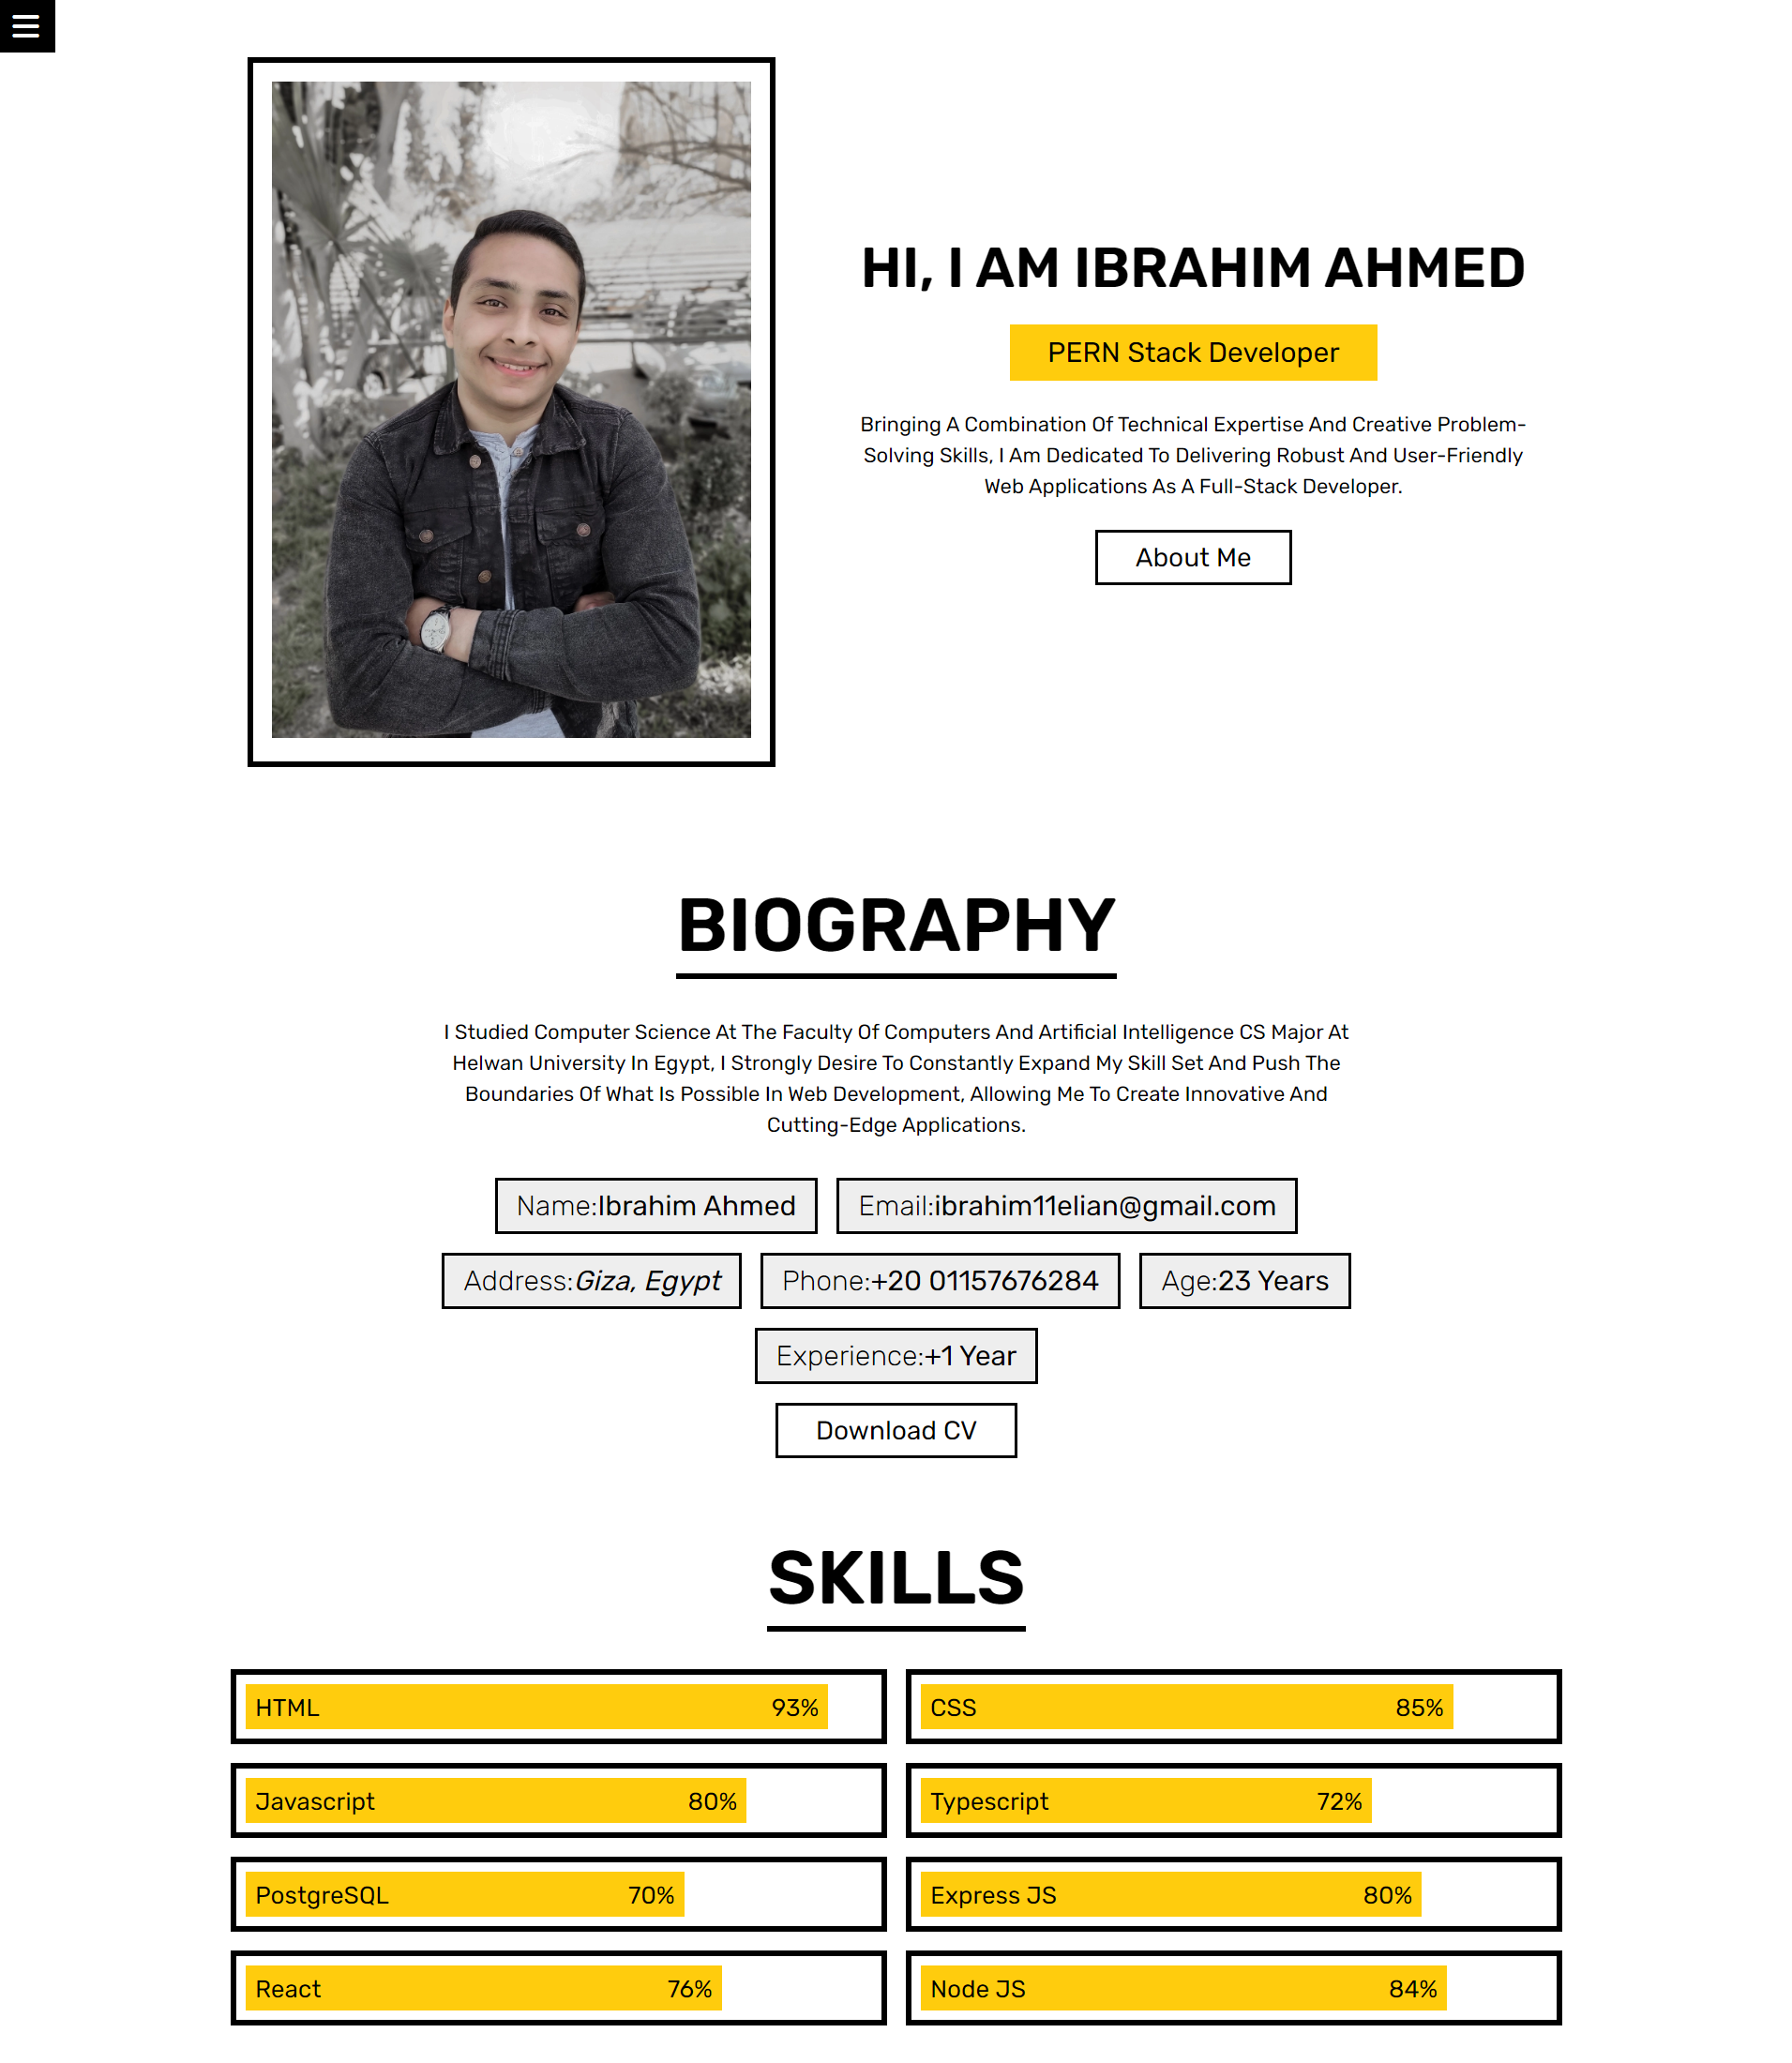 HI, I AM IBRAHIM AHMED
PERN Stack Developer
Bringing A Combination Of Technical Expertise And Creative Problem-
Solving Skills, I Am Dedicated To Delivering Robust And User-Friendly
Web Applications As A Full-Stack Developer.
About Me
BIOGRAPHY
I Studied Computer Science At The Faculty Of Computers And Artificial Intelligence CS Major At
Helwan University In Egypt, I Strongly Desire To Constantly Expand My Skill Set And Push The
Boundaries Of What Is Possible In Web Development, Allowing Me To Create Innovative And
Cutting-Edge Applications.
Name:Ibrahim Ahmed Email:ibrahim11elian@gmail.com
Address:Giza, Egypt Phone:+20 01157676284 Age:23 Years
Experience:+1 Year
Download CV
SKILLS
HTML 93% CSS 85%
Javascript 80% Typescript 72%
PostgreSQL 70% Express JS 80%
React 76% Node JS 84%